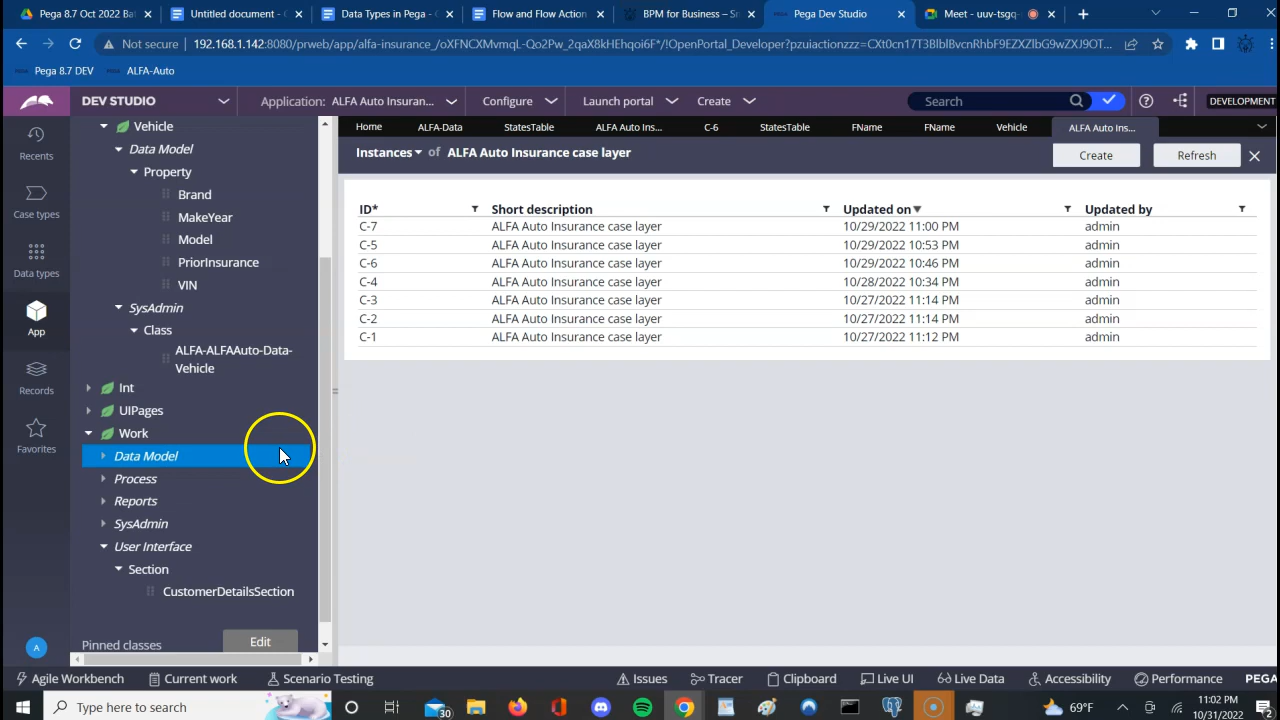 Pega 8.7 Oct 2022 Bat
Untitled document - G
Data Types in Pega - G
Flow and Flow Action
BPM for Business – Sn
Pega Dev Studio
Meet - uuv-tsgq-
Not secure
192.168.1.142:8080/prweb/app/alfa-insurance_/oXFNCXMvmqL-Qo2Pw_2qaX8kHEhqoi6F*/!OpenPortal_Developer?pzuiactionzzz=CXt0cn17T3BlblBvcnRhbF9EZXZlbG9wZXJ9OT...
Pega 8.7 DEV
ALFA-Auto
DEV STUDIO
Application: ALFA Auto Insuran...
Configure
Launch portal
Create
Search
DEVELOPMENT
Recents
Case types
Data types
App
Records
Favorites
A
Vehicle
Data Model
Property
Brand
MakeYear
Model
PriorInsurance
VIN
SysAdmin
Class
ALFA-ALFAAuto-Data-
Vehicle
Int
UIPages
Work
Data Model
Process
Reports
SysAdmin
User Interface
Section
CustomerDetailsSection
Pinned classes
Edit
Home
ALFA-Data
StatesTable
ALFA Auto Ins...
C-6
StatesTable
FName
FName
Vehicle
ALFA Auto Ins...
Instances of ALFA Auto Insurance case layer
Create
Refresh
ID* Short description Updated on Updated by
C-7 ALFA Auto Insurance case layer 10/29/2022 11:00 PM admin
C-5 ALFA Auto Insurance case layer 10/29/2022 10:53 PM admin
C-6 ALFA Auto Insurance case layer 10/29/2022 10:46 PM admin
C-4 ALFA Auto Insurance case layer 10/28/2022 10:34 PM admin
C-3 ALFA Auto Insurance case layer 10/27/2022 11:14 PM admin
C-2 ALFA Auto Insurance case layer 10/27/2022 11:14 PM admin
C-1 ALFA Auto Insurance case layer 10/27/2022 11:12 PM admin
Agile Workbench
Current work
Scenario Testing
Issues
Tracer
Clipboard
Live UI
Live Data
Accessibility
Performance
PEGA
Type here to search
30
69°F
11:02 PM
10/31/2022